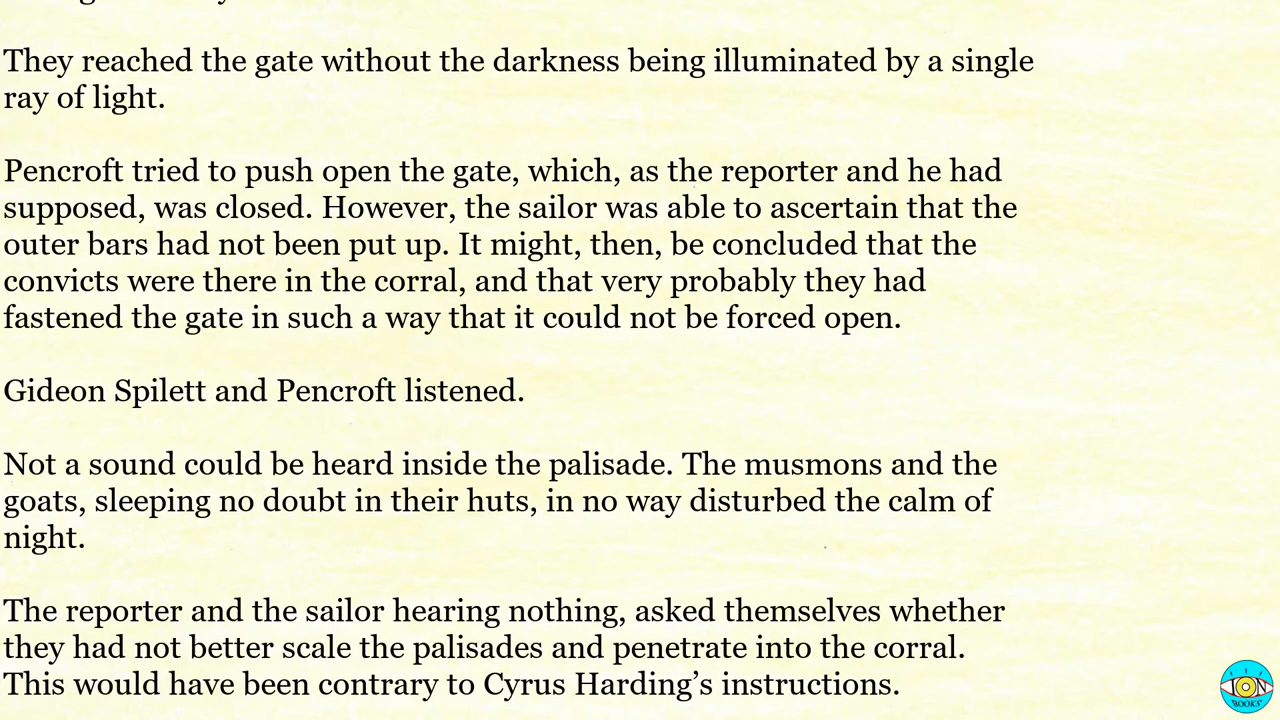 They reached the gate without the darkness being illuminated by a single
ray of light.
Pencroft tried to push open the gate, which, as the reporter and he had
supposed, was closed. However, the sailor was able to ascertain that the
outer bars had not been put up. It might, then, be concluded that the
convicts were there in the corral, and that very probably they had
fastened the gate in such a way that it could not be forced open.
Gideon Spilett and Pencroft listened.
Not a sound could be heard inside the palisade. The musmons and the
goats, sleeping no doubt in their huts, in no way disturbed the calm of
night.
The reporter and the sailor hearing nothing, asked themselves whether
they had not better scale the palisades and penetrate into the corral.
This would have been contrary to Cyrus Harding’s instructions.
ION
BOOKS